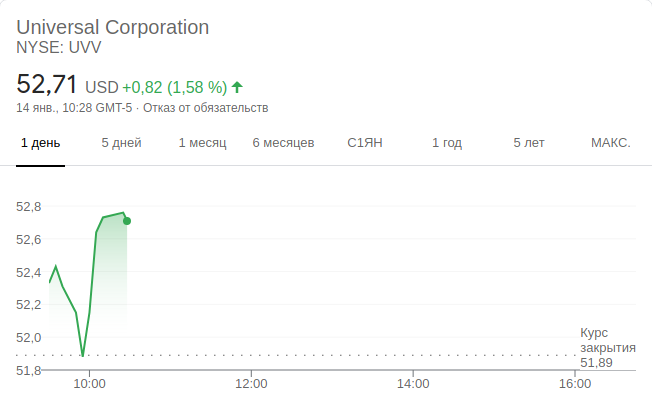 Universal Corporation
NYSE: UVV
52,71 USD +0,82 (1,58 %)
14 янв., 10:28 GMT-5 · Отказ от обязательств
1 день 5 дней 1 месяц 6 месяцев С1ЯН 1 год 5 лет МАКС.
52,8
52,6
52,4
52,2
52,0
51,8
Курс
закрытия
51,89
10:00 12:00 14:00 16:00